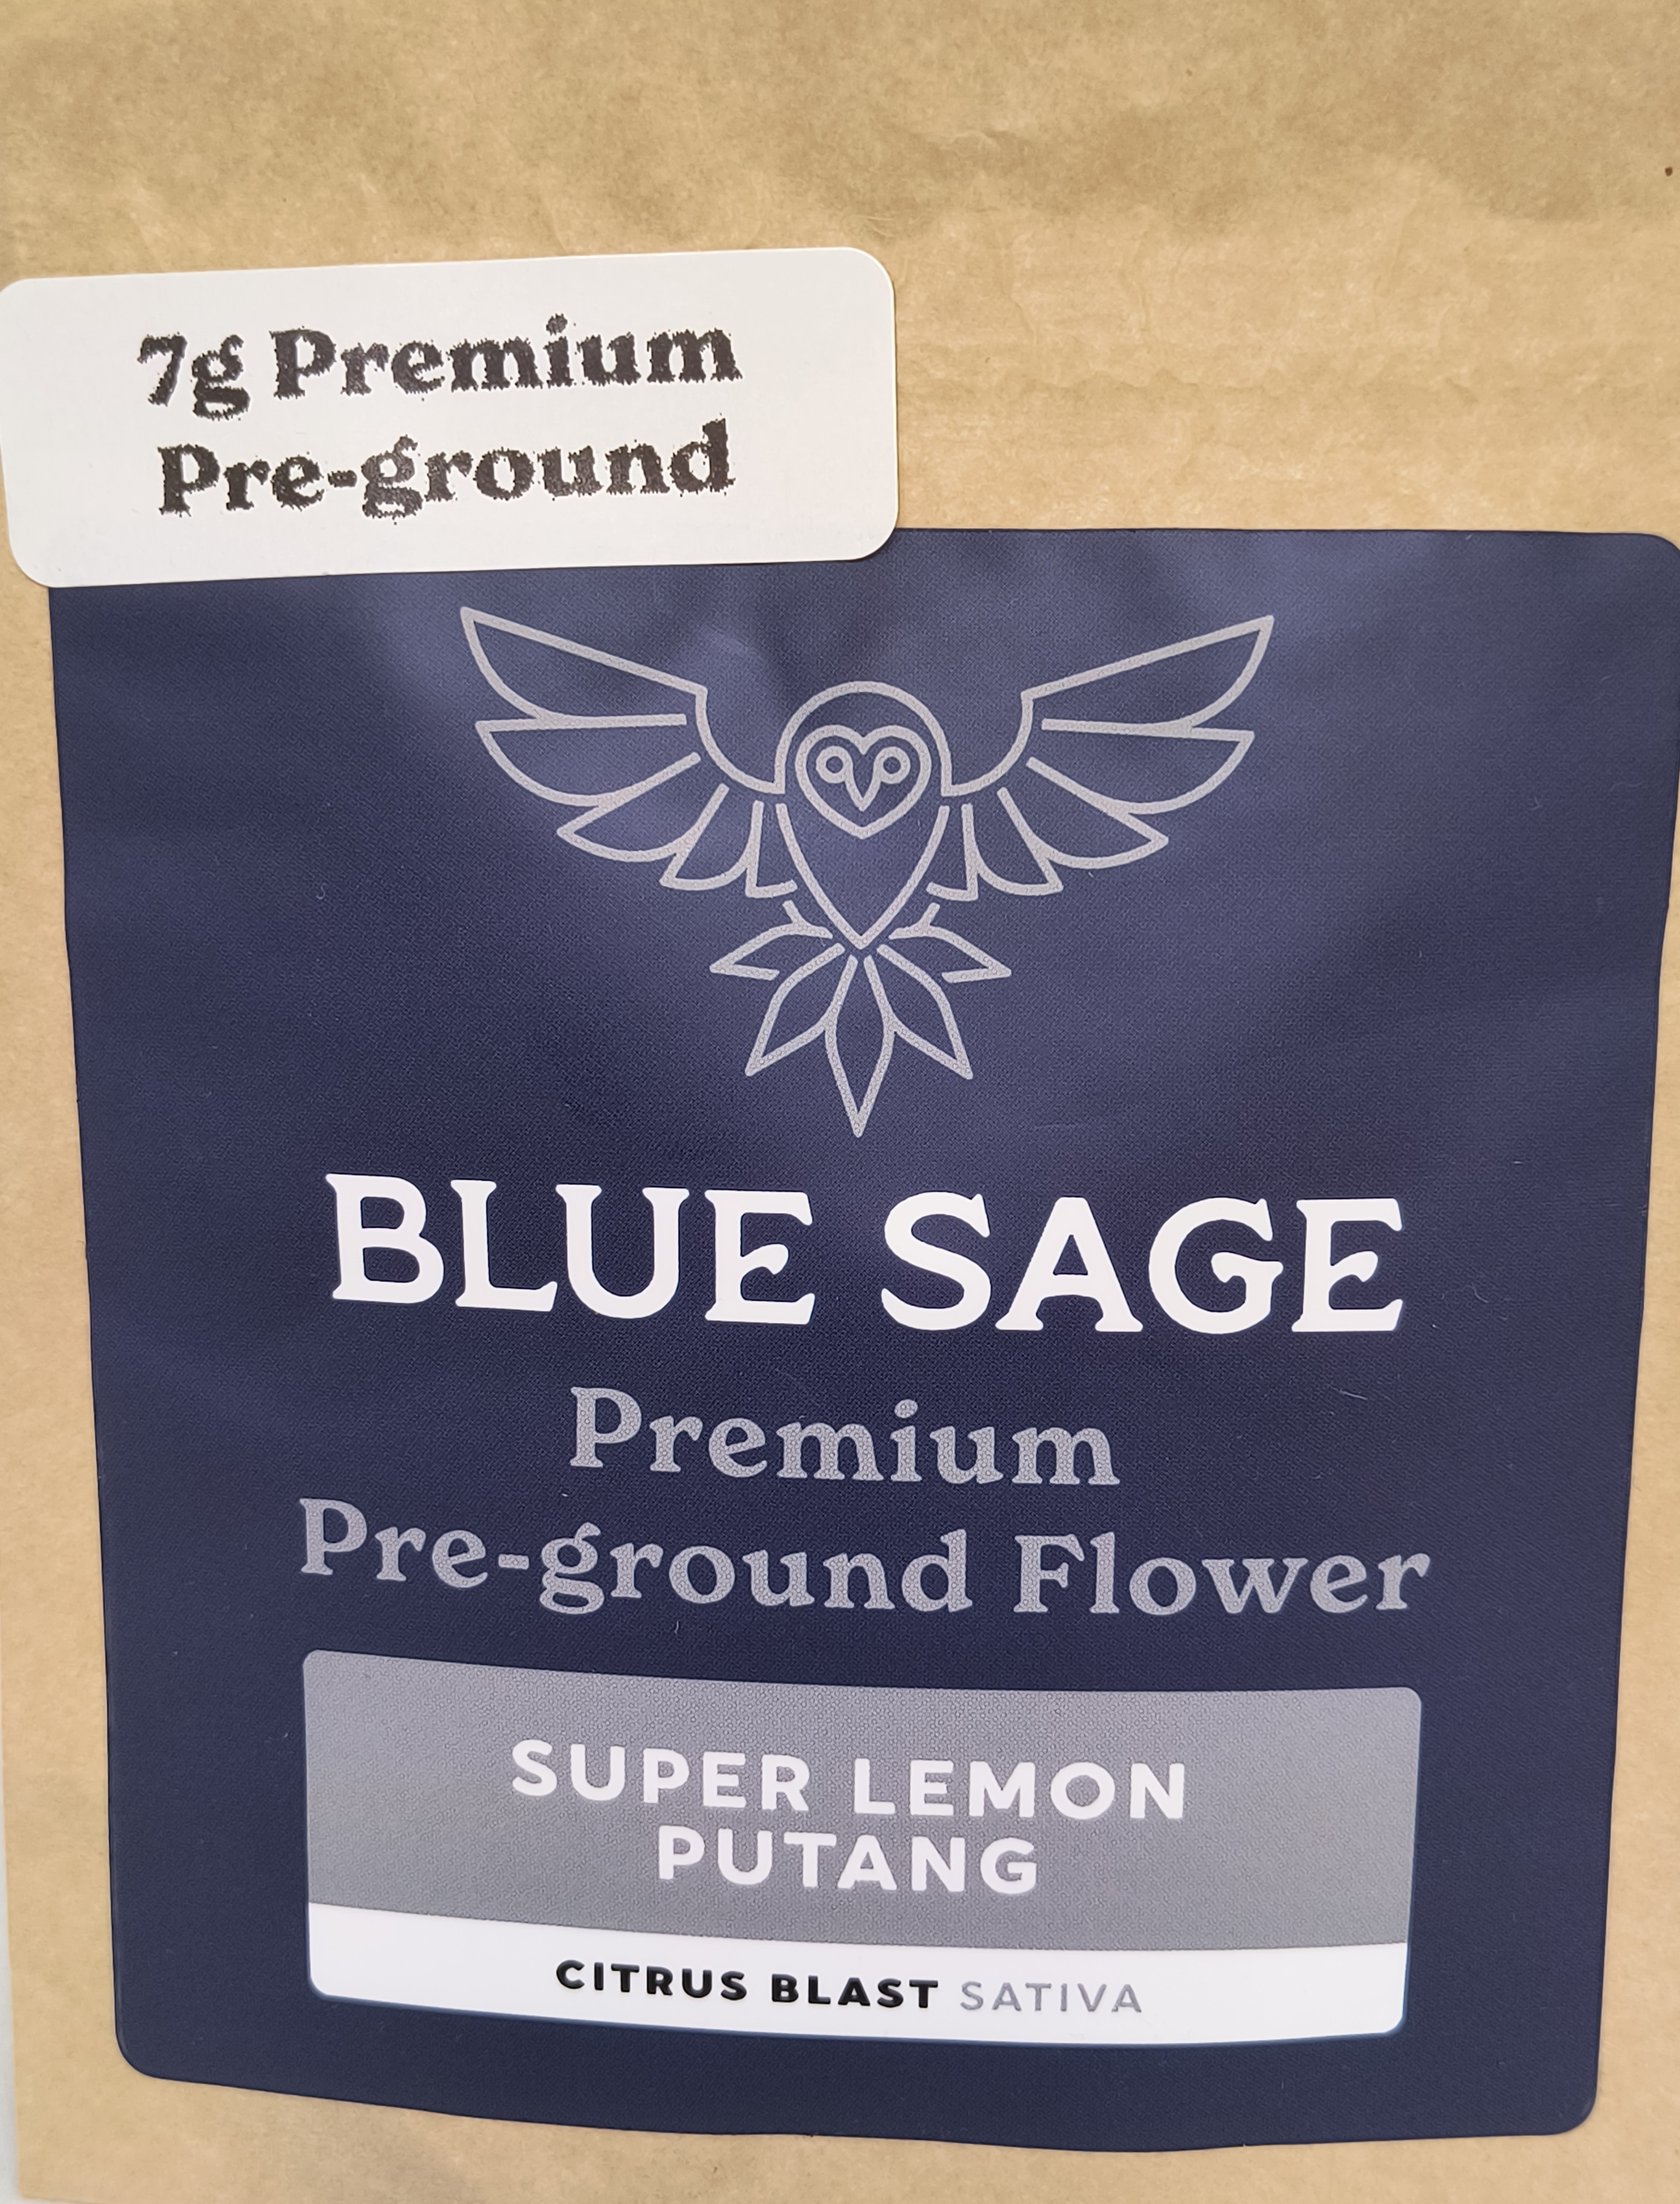 7g Premium
Pre-ground
BLUE SAGE
Premium
Pre-ground Flower
SUPER LEMON
PUTANG
CITRUS BLAST SATIVA